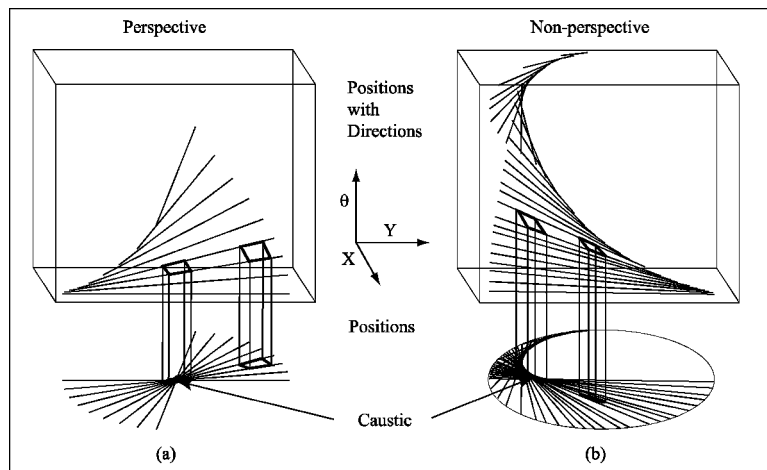 Perspective
Non-perspective
Positions
with
Directions
θ
Y
X
Positions
Caustic
(a)
(b)